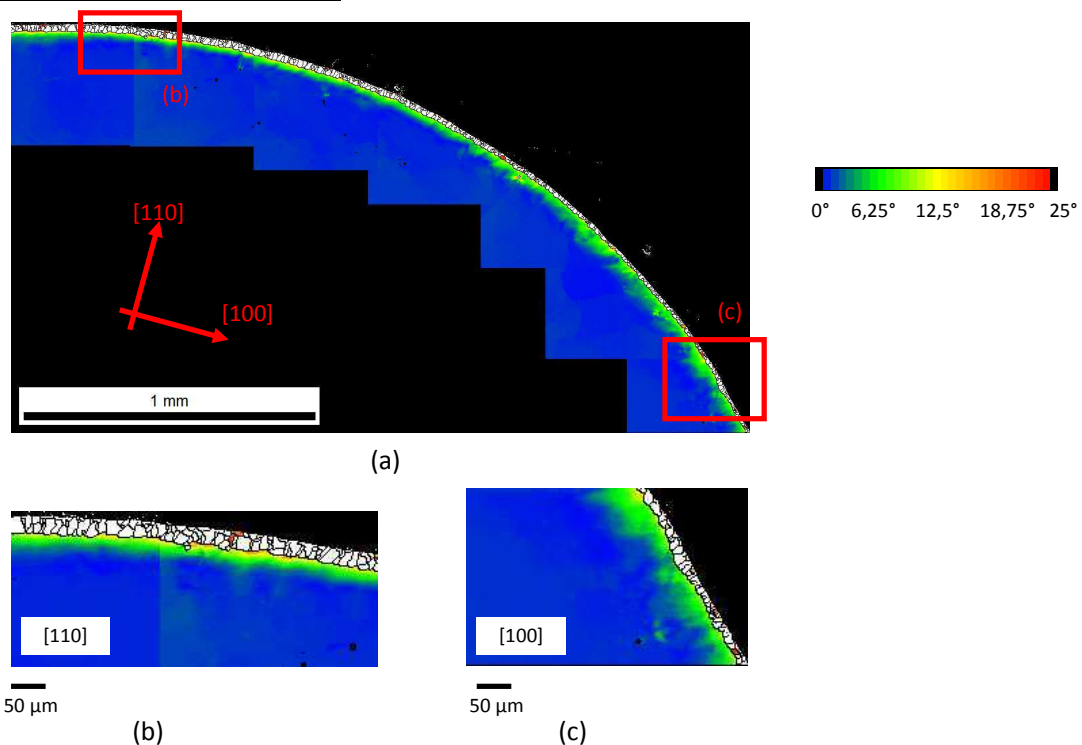 (b)
[110]
[100]
(c)
1 mm
0° 6,25° 12,5° 18,75° 25°
(a)
[110]
[100]
50 µm
50 µm
(b)
(c)